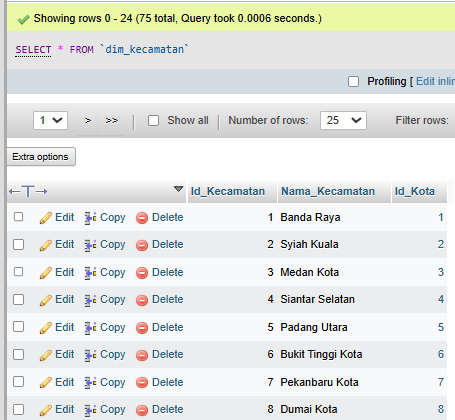 Showing rows 0 - 24 (75 total, Query took 0.0006 seconds.)
SELECT * FROM `dim_kecamatan`
Profiling [ Edit inlin
1 > >> Show all Number of rows: 25 Filter rows:
Extra options
←T→ Id_Kecamatan Nama_Kecamatan Id_Kota
Edit Copy Delete 1 Banda Raya 1
Edit Copy Delete 2 Syiah Kuala 2
Edit Copy Delete 3 Medan Kota 3
Edit Copy Delete 4 Siantar Selatan 4
Edit Copy Delete 5 Padang Utara 5
Edit Copy Delete 6 Bukit Tinggi Kota 6
Edit Copy Delete 7 Pekanbaru Kota 7
Edit Copy Delete 8 Dumai Kota 8